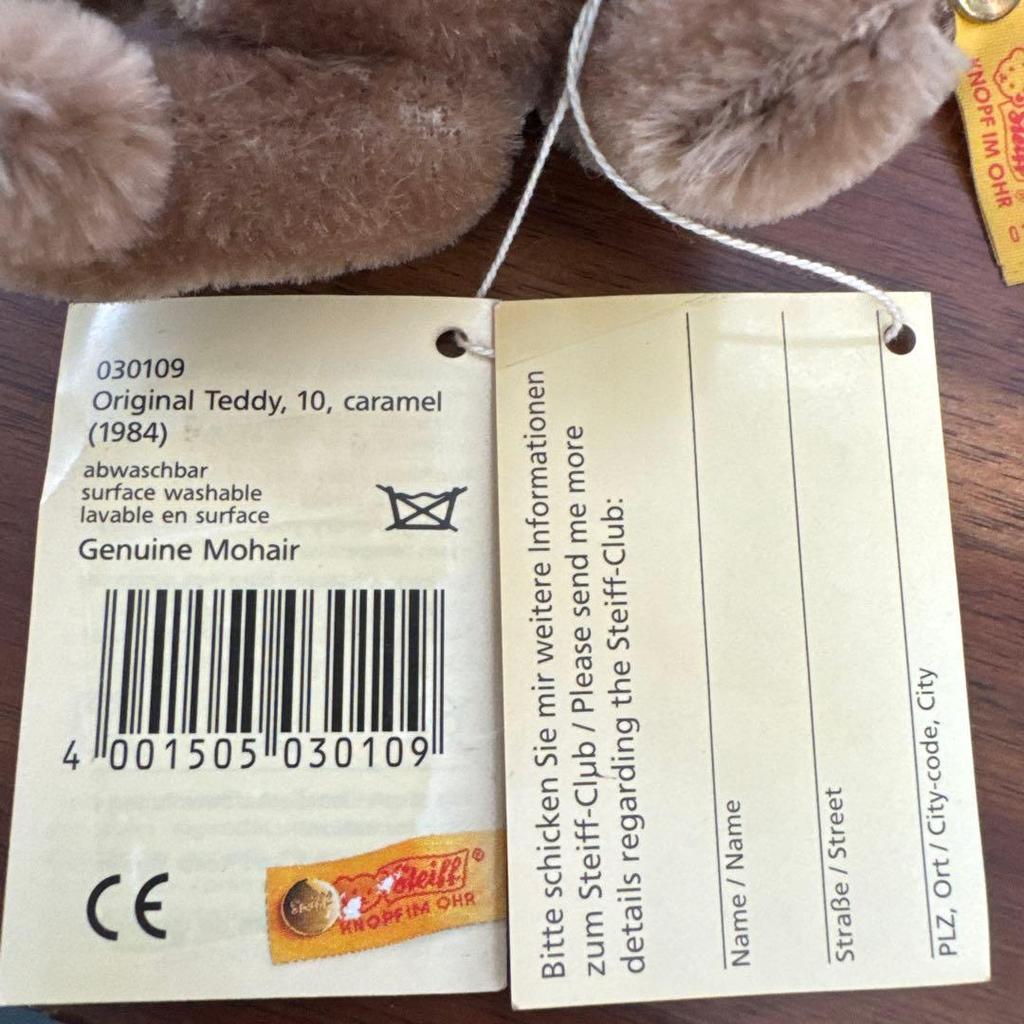 030109
Original Teddy, 10, caramel
(1984)
abwaschbar
surface washable
lavable en surface
Genuine Mohair
4 001505 030109
CE
Steiff®
KNOPF IM OHR
Bitte schicken Sie mir weitere Informationen
zum Steiff-Club / Please send me more
details regarding the Steiff-Club:
Name / Name
Straße / Street
PLZ, Ort / City-code, City
Steiff®
KNOPF IM OHR